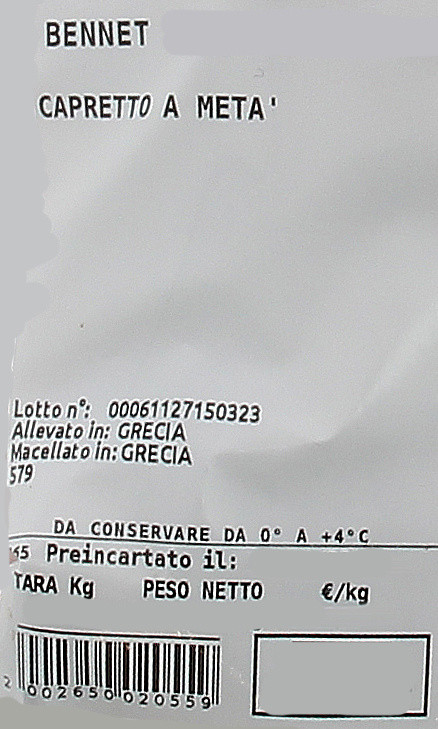 BENNET
CAPRETTO A META'
Lotto n°: 00061127150323
Allevato in: GRECIA
Macellato in: GRECIA
579
DA CONSERVARE DA 0° A +4°C
Preincartato il:
TARA Kg PESO NETTO €/kg
2 002650 020559